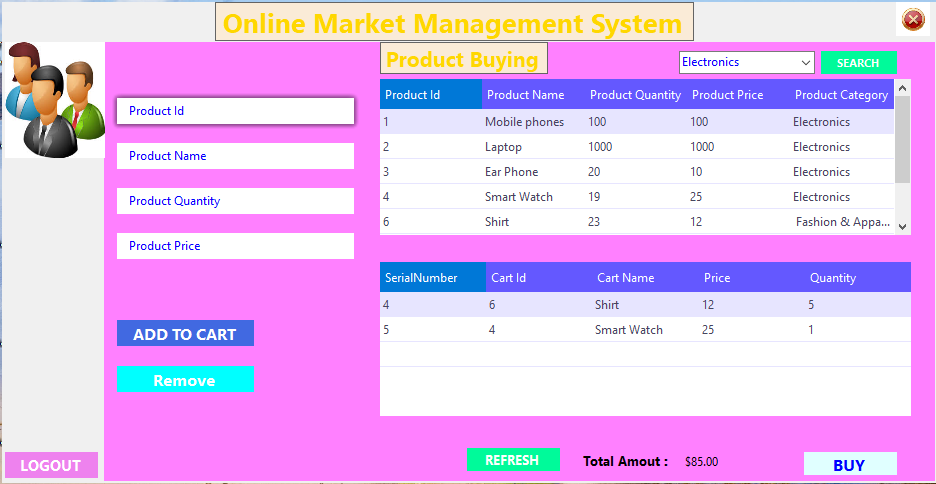 Online Market Management System
Product Buying
Electronics
SEARCH
Product Id
Product Name
Product Quantity
Product Price
ADD TO CART
Remove
LOGOUT
Product Id Product Name Product Quantity Product Price Product Category
1 Mobile phones 100 100 Electronics
2 Laptop 1000 1000 Electronics
3 Ear Phone 20 10 Electronics
4 Smart Watch 19 25 Electronics
6 Shirt 23 12 Fashion & Appa...
SerialNumber Cart Id Cart Name Price Quantity
4 6 Shirt 12 5
5 4 Smart Watch 25 1
REFRESH
Total Amout : $85.00
BUY